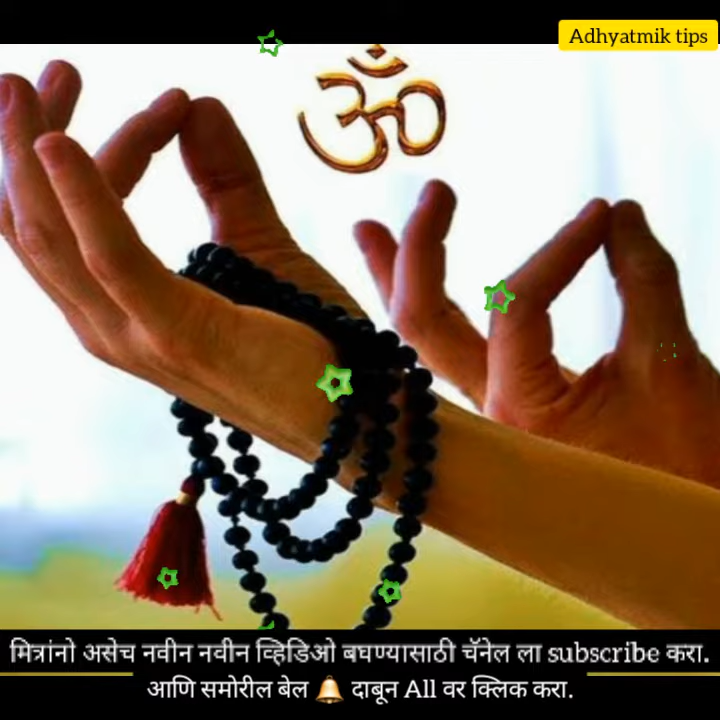 Adhyatmik tips
ॐ
मित्रांनो असेच नवीन नवीन व्हिडिओ बघण्यासाठी चॅनेल ला subscribe करा.
आणि समोरील बेल 🔔 दाबून All वर क्लिक करा.